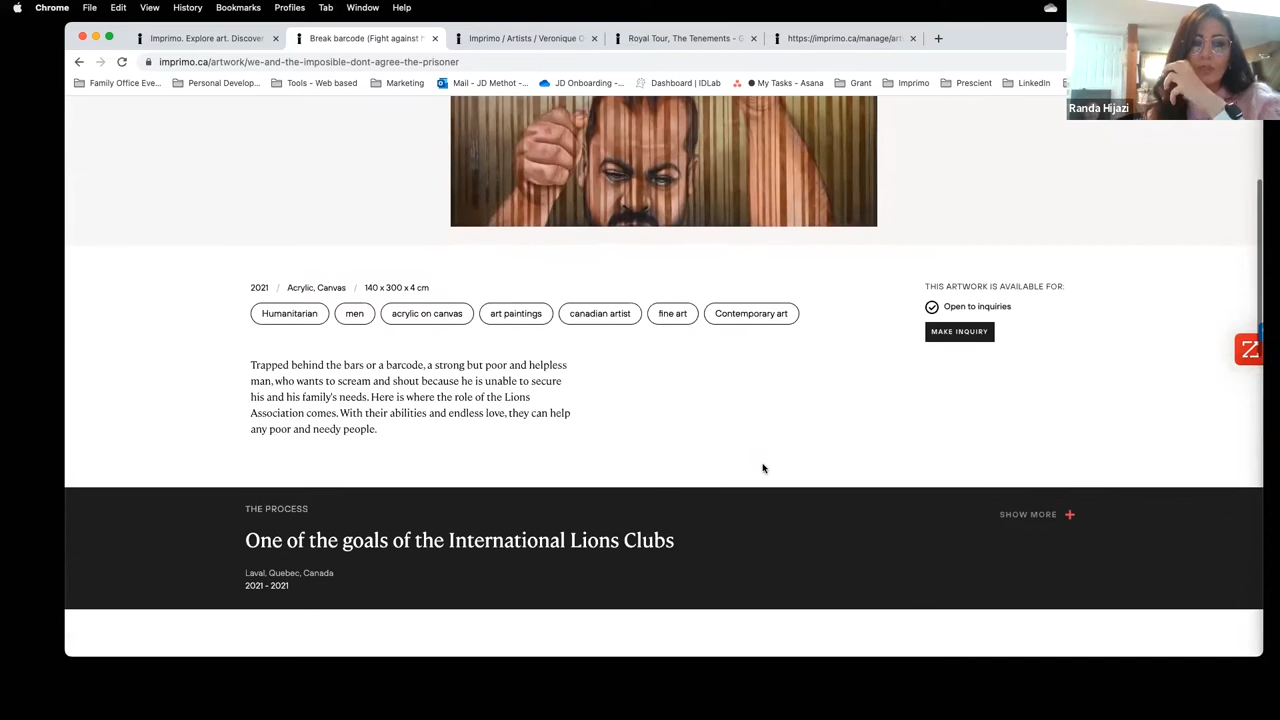 Chrome File Edit View History Bookmarks Profiles Tab Window Help
Imprimo. Explore art. Discover
Break barcode (Fight against h
Imprimo / Artists / Veronique
Royal Tour, The Tenements - G
https://imprimo.ca/manage/art
imprimo.ca/artwork/we-and-the-imposible-dont-agree-the-prisoner
Family Office Eve... Personal Develop... Tools - Web based Marketing Mail - JD Methot -... JD Onboarding -... Dashboard | IDLab My Tasks - Asana Grant Imprimo Prescient LinkedIn
Randa Hijazi
2021 / Acrylic, Canvas / 140 x 300 x 4 cm
Humanitarian men acrylic on canvas art paintings canadian artist fine art Contemporary art
THIS ARTWORK IS AVAILABLE FOR:
Open to inquiries
MAKE INQUIRY
Trapped behind the bars or a barcode, a strong but poor and helpless
man, who wants to scream and shout because he is unable to secure
his and his family's needs. Here is where the role of the Lions
Association comes. With their abilities and endless love, they can help
any poor and needy people.
THE PROCESS
SHOW MORE +
One of the goals of the International Lions Clubs
Laval, Quebec, Canada
2021 - 2021